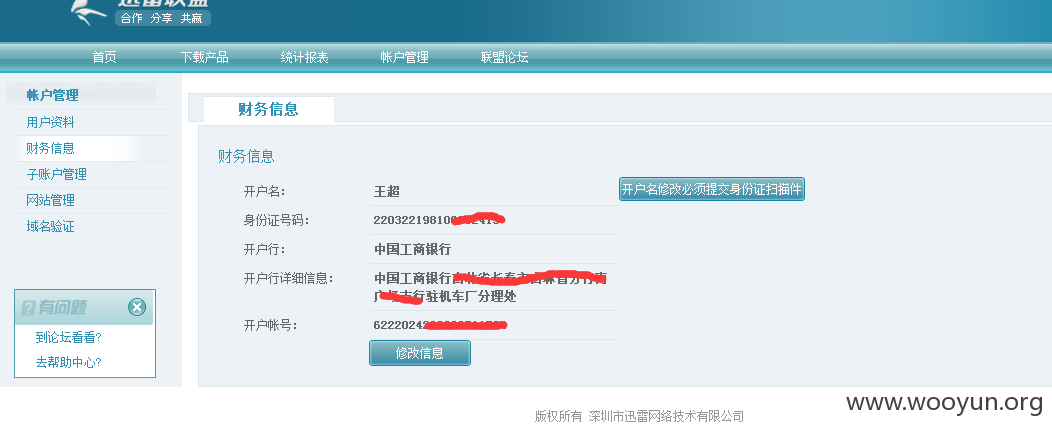 迅雷联盟
合作 分享 共赢
首页 下载产品 统计报表 帐户管理 联盟论坛
帐户管理
用户资料
财务信息
子账户管理
网站管理
域名验证
有问题
到论坛看看?
去帮助中心?
财务信息
财务信息
开户名: 王超 开户名修改必须提交身份证扫描件
身份证号码: 220322198106
开户行: 中国工商银行
开户行详细信息: 中国工商银行
广 行驻机车厂分理处
开户帐号: 6222024
修改信息
版权所有 深圳市迅雷网络技术有限公司
www.wooyun.org